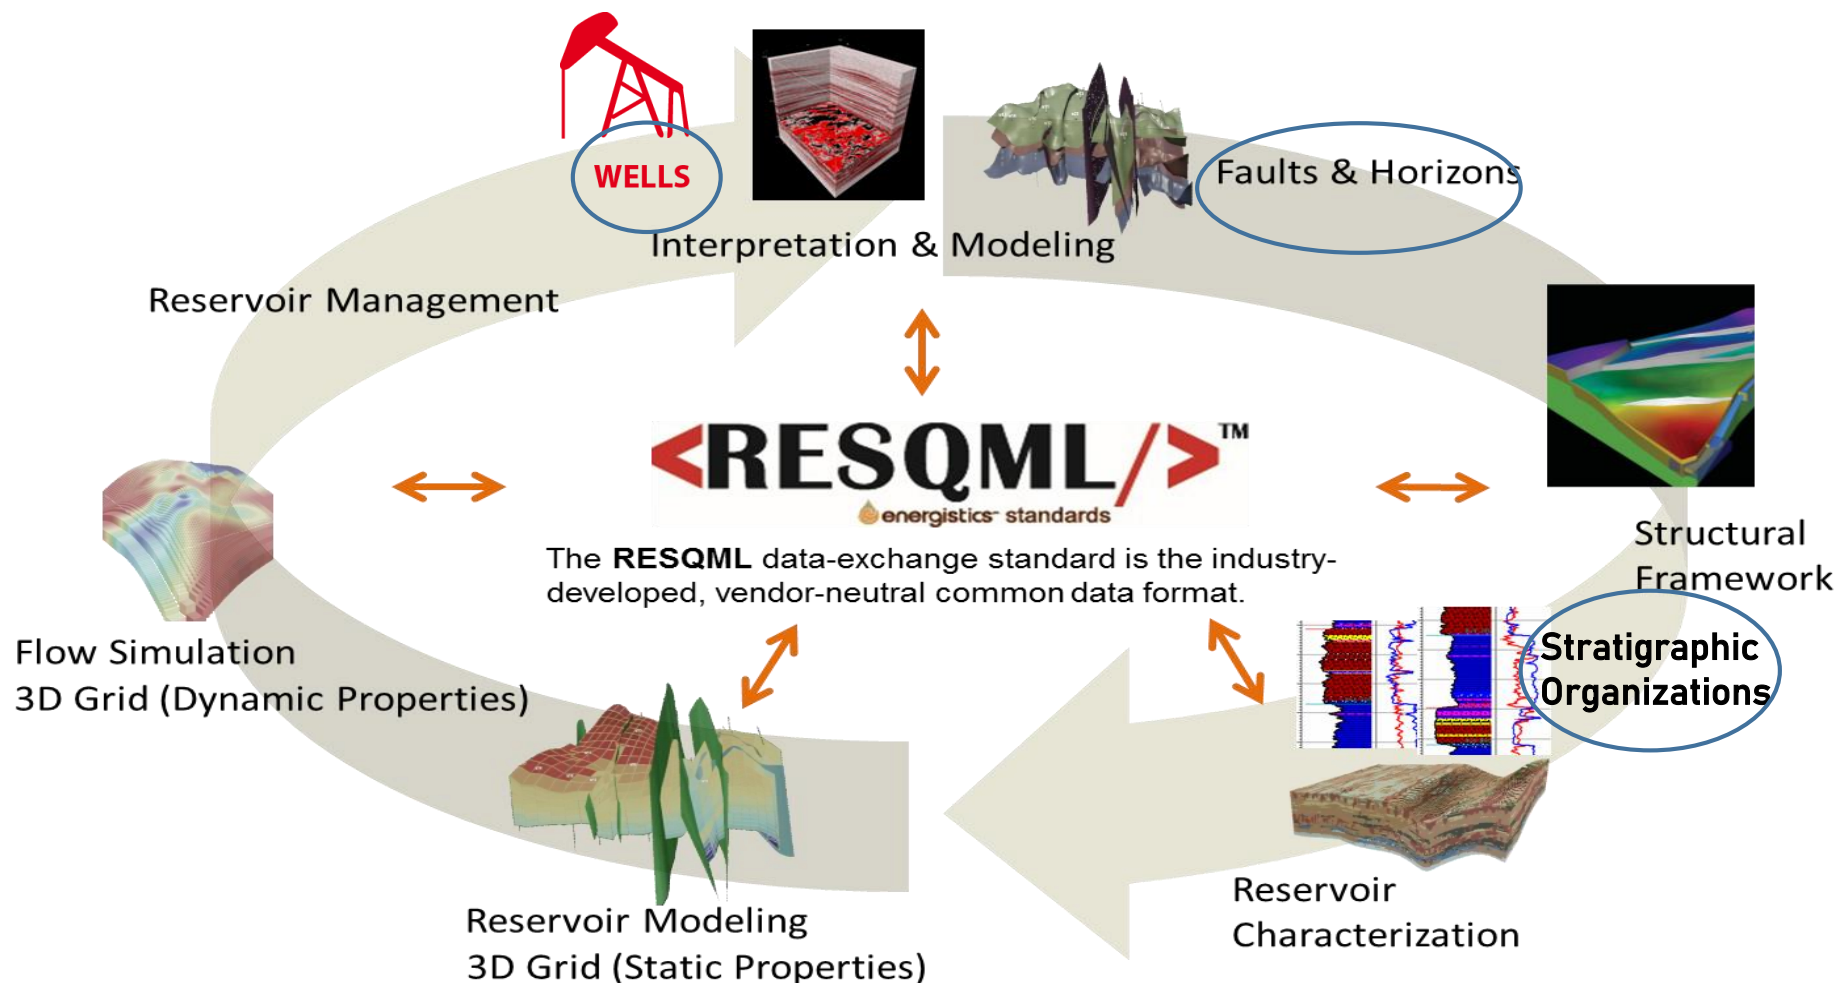 WELLS
Faults & Horizons
Interpretation & Modeling
Reservoir Management
<RESQML/>™
energistics™ standards
The RESQML data-exchange standard is the industry-
developed, vendor-neutral common data format.
Structural
Framework
Stratigraphic
Organizations
Flow Simulation
3D Grid (Dynamic Properties)
Reservoir
Characterization
Reservoir Modeling
3D Grid (Static Properties)